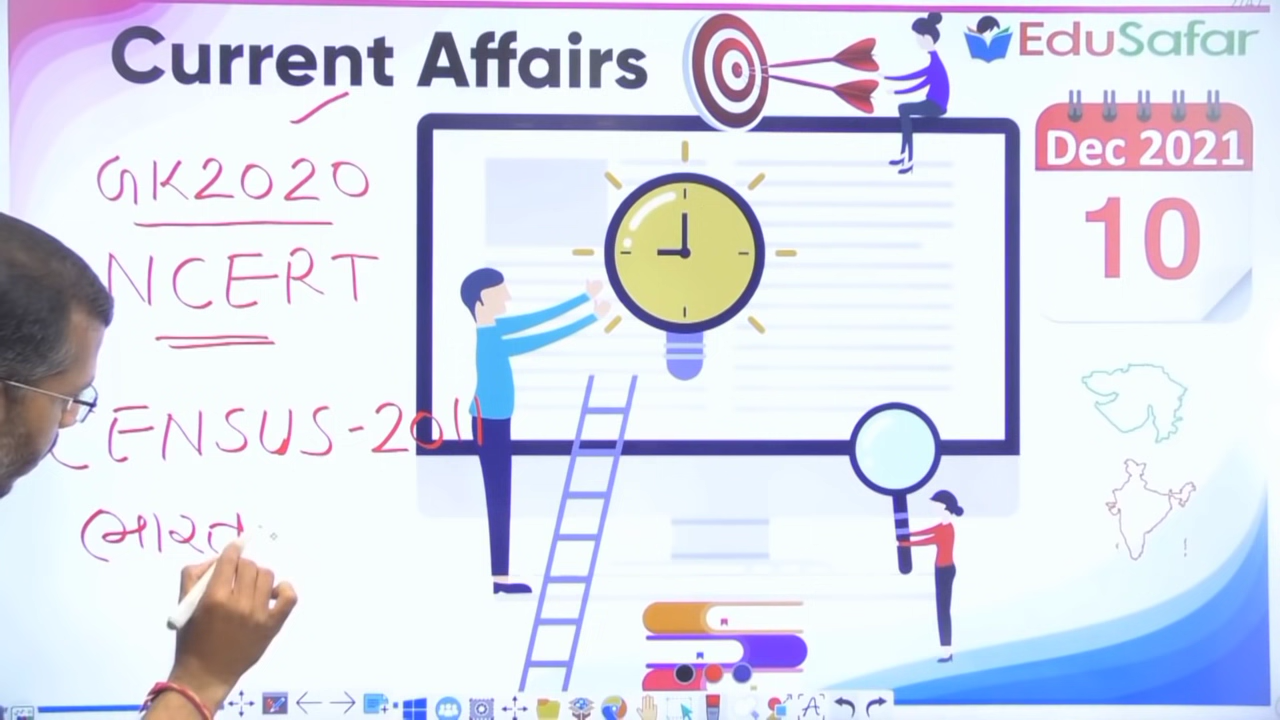 Current Affairs
EduSafar
Dec 2021
10
GK2020
NCERT
CENSUS-2011
ભારત